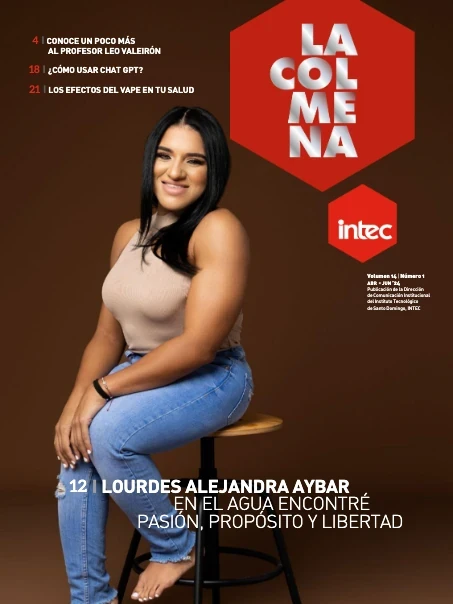 4 | CONOCE UN POCO MÁS
AL PROFESOR LEO VALEIRÓN
18 | ¿CÓMO USAR CHAT GPT?
21 | LOS EFECTOS DEL VAPE EN TU SALUD
LA
COL
ME
NA
intec
Volumen 14 | Número 1
ABR - JUN '24
Publicación de la Dirección
de Comunicación Institucional
del Instituto Tecnológico
de Santo Domingo, INTEC
12 | LOURDES ALEJANDRA AYBAR
EN EL AGUA ENCONTRÉ
PASIÓN, PROPÓSITO Y LIBERTAD